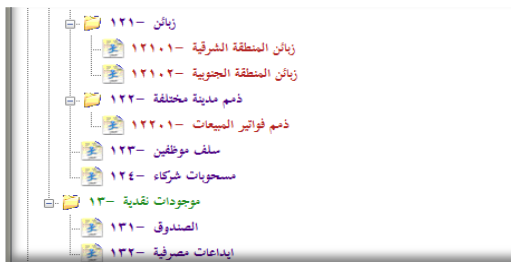 ١٢١- زبائن
١٢١٠١- زبائن المنطقة الشرقية
١٢١٠٢- زبائن المنطقة الجنوبية
١٢٢- ذمم مدينة مختلفة
١٢٢٠١- ذمم فواتير المبيعات
١٢٣- سلف موظفين
١٢٤- مسحوبات شركاء
١٣- موجودات نقدية
١٣١- الصندوق
١٣٢- ايداعات مصرفية